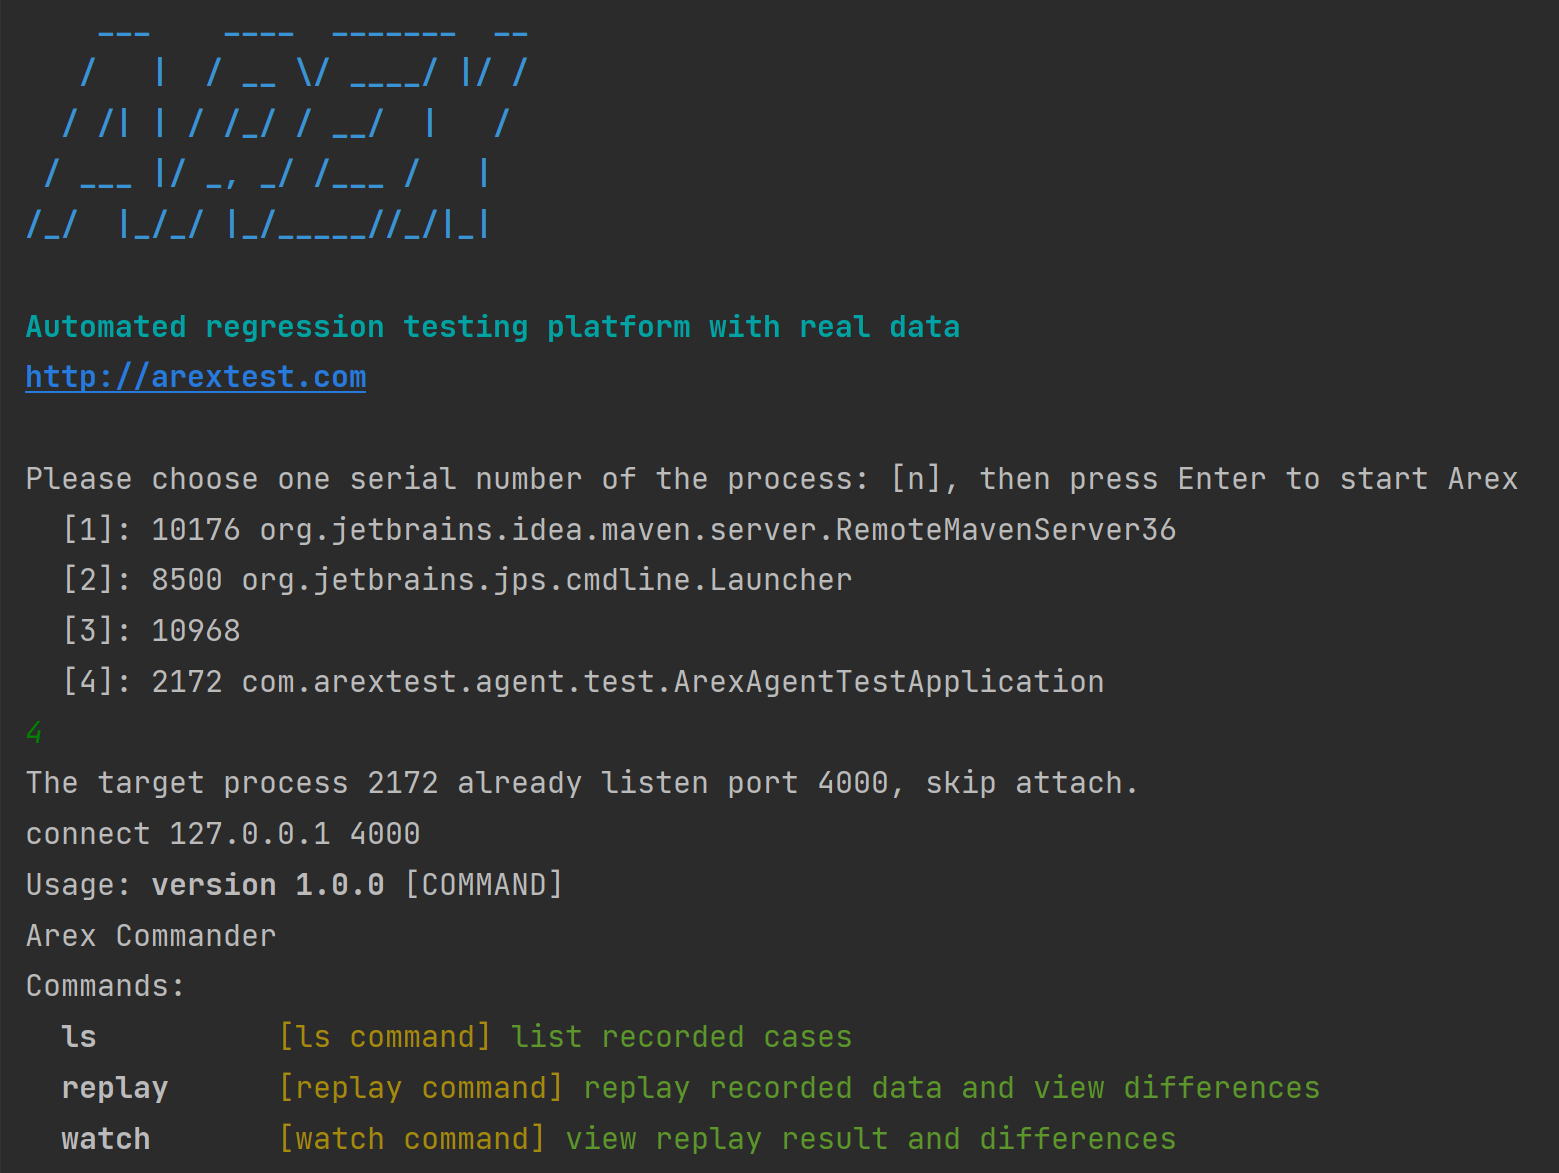 ___    ____  _______  __
   /   |  / __ \/ ____/ |/ /
  / /| | / /_/ / __/  |   /
 / ___ |/ _, _/ /___ /   |
/_/  |_/_/ |_/_____//_/|_|
Automated regression testing platform with real data
http://arextest.com
Please choose one serial number of the process: [n], then press Enter to start Arex
  [1]: 10176 org.jetbrains.idea.maven.server.RemoteMavenServer36
  [2]: 8500 org.jetbrains.jps.cmdline.Launcher
  [3]: 10968
  [4]: 2172 com.arextest.agent.test.ArexAgentTestApplication
4
The target process 2172 already listen port 4000, skip attach.
connect 127.0.0.1 4000
Usage: version 1.0.0 [COMMAND]
Arex Commander
Commands:
  ls          [ls command] list recorded cases
  replay      [replay command] replay recorded data and view differences
  watch       [watch command] view replay result and differences